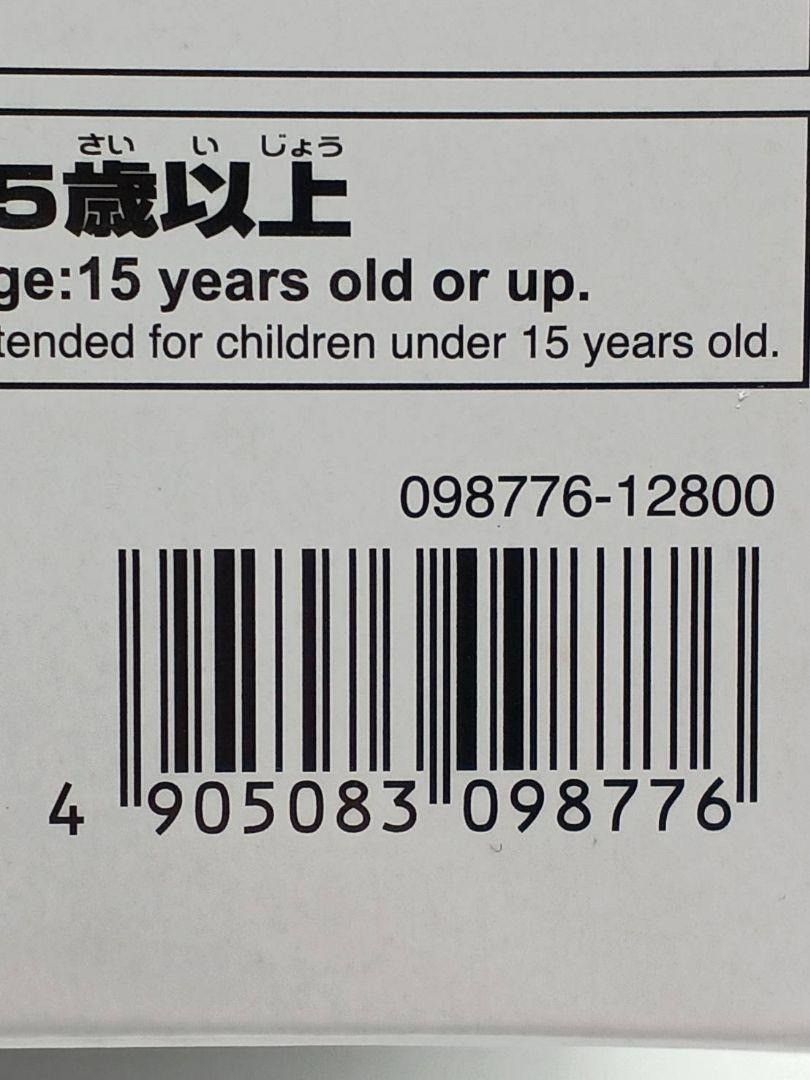 さい い じょう
5歳以上
ge:15 years old or up.
tended for children under 15 years old.
098776-12800
4 905083 098776